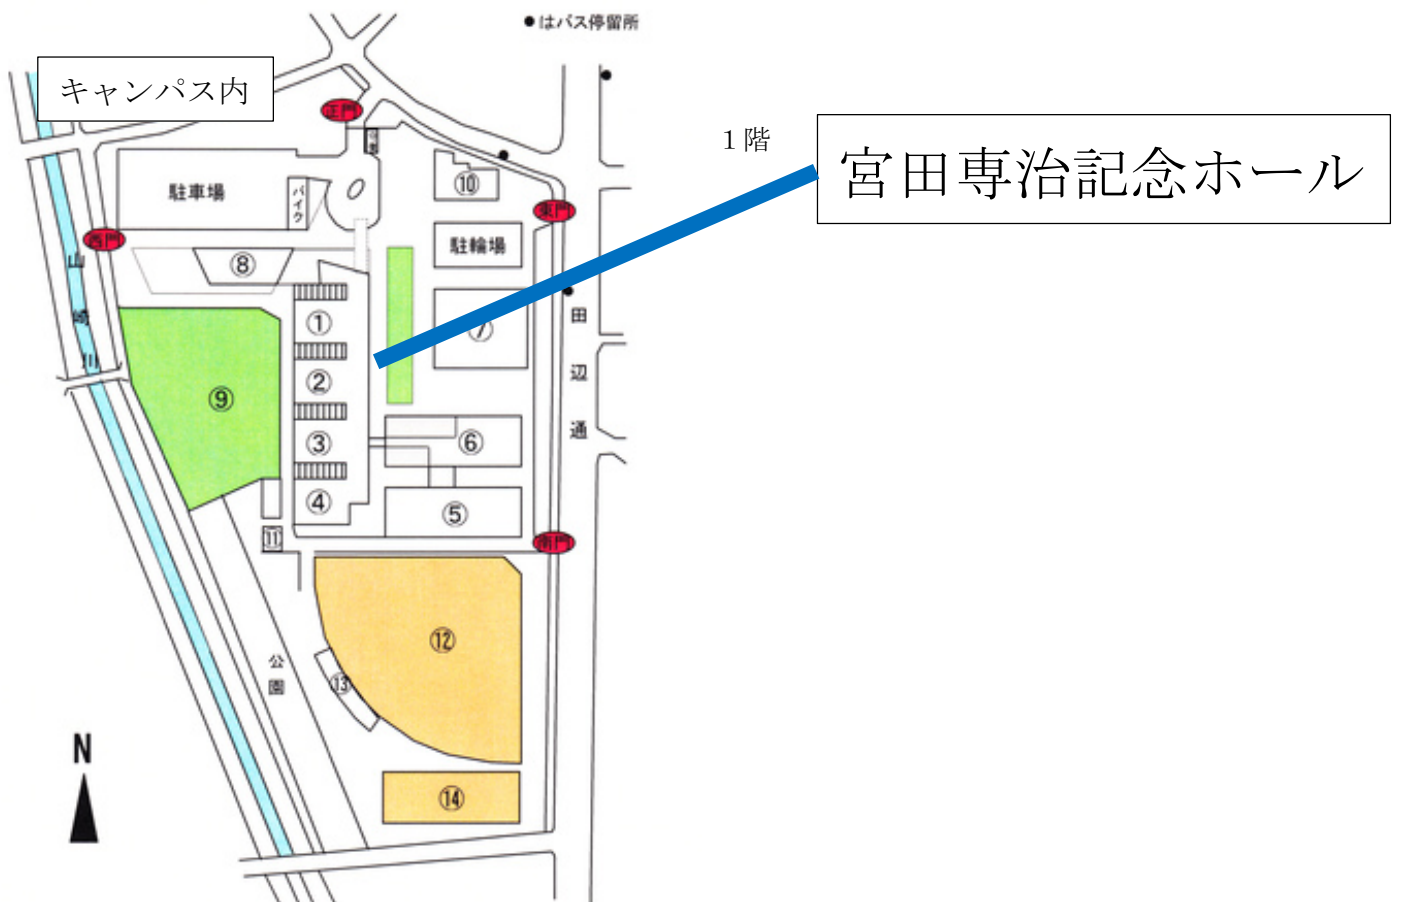 ●はバス停留所
キャンパス内
正門
1階
宮田専治記念ホール
⑩
駐車場
バイク
東門
西門
駐輪場
⑧
山崎川
①
田辺通
⑦
②
⑨
③
⑥
④
⑤
⑪
南門
⑫
公園
⑬
N
⑭